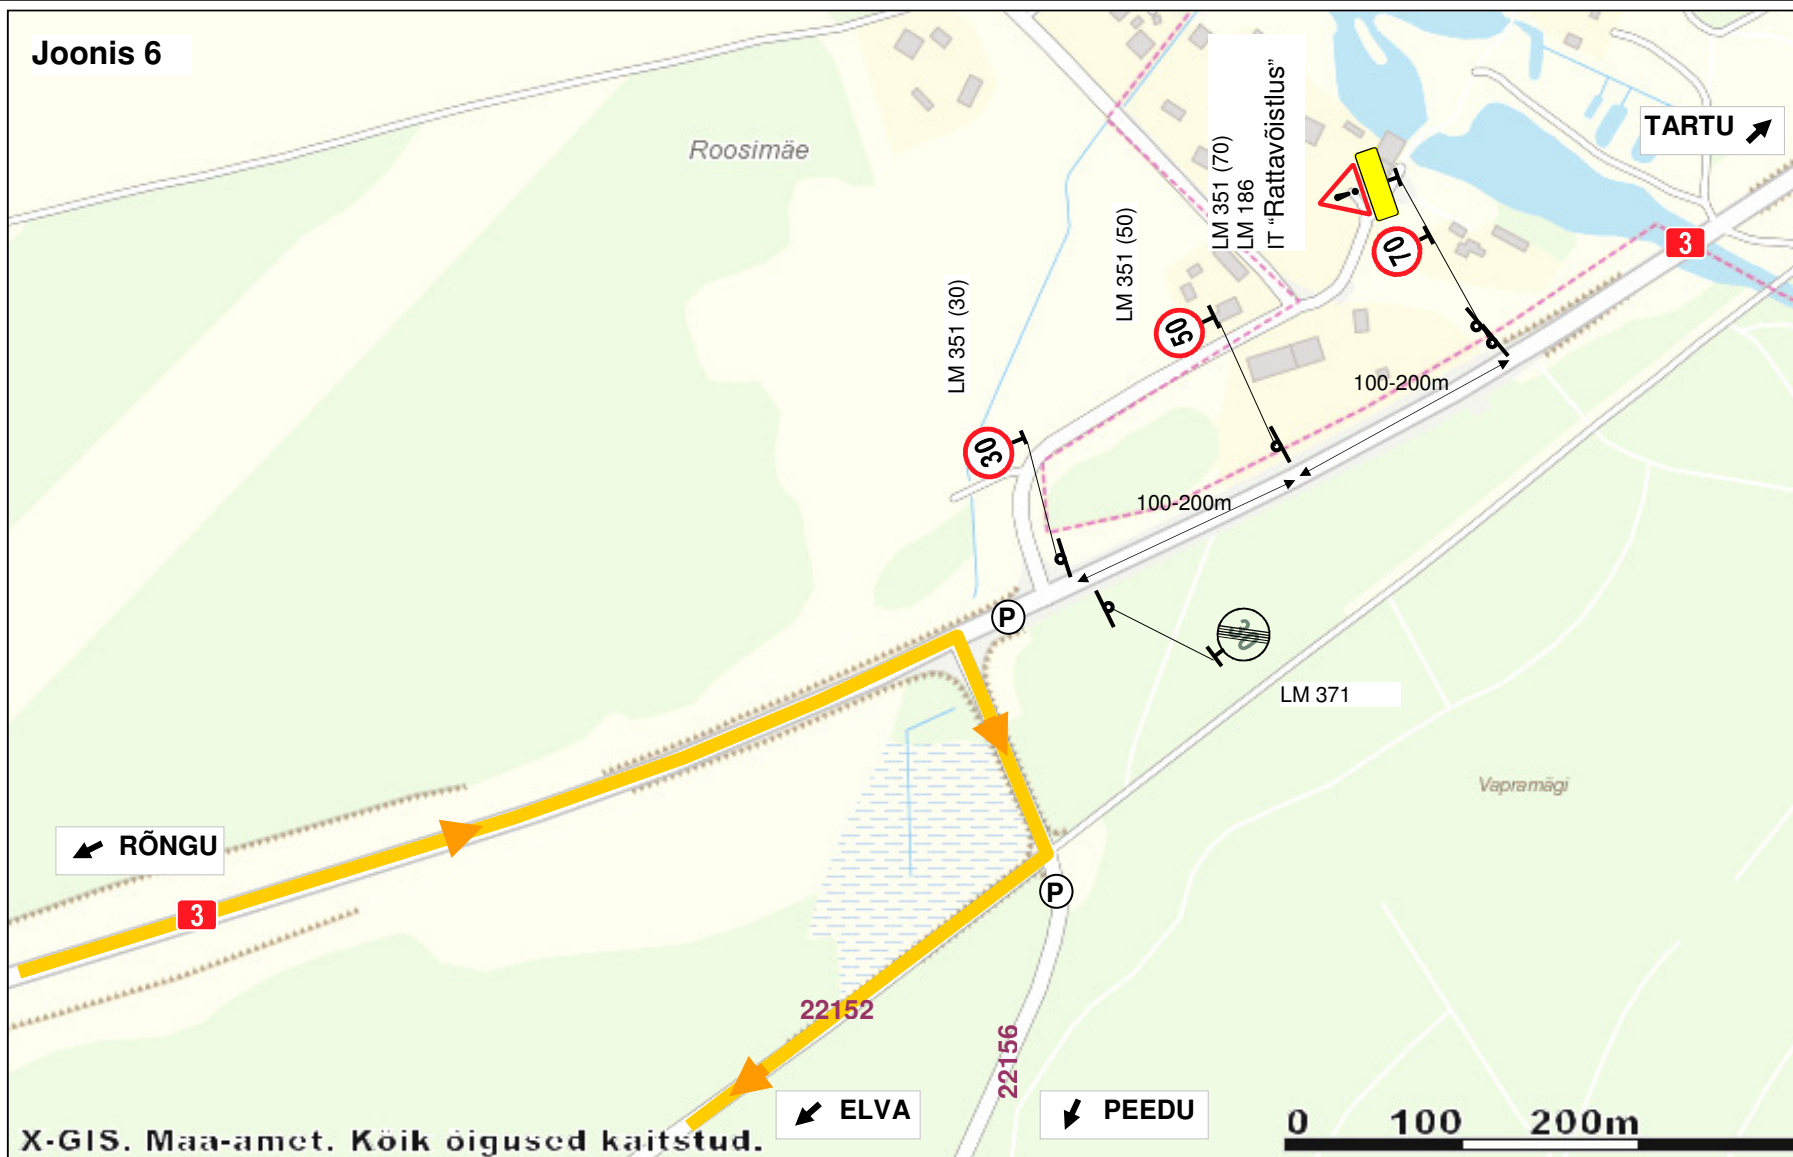 Joonis 6
Roosimäe
TARTU
LM 351 (70)
LM 186
IT "Rattavõistlus"
LM 351 (50)
LM 351 (30)
3
70
50
30
100-200m
100-200m
P
LM 371
Vapramägi
RÕNGU
3
P
22152
22156
ELVA
PEEDU
0 100 200m
X-GIS. Maa-amet. Kõik õigused kaitstud.